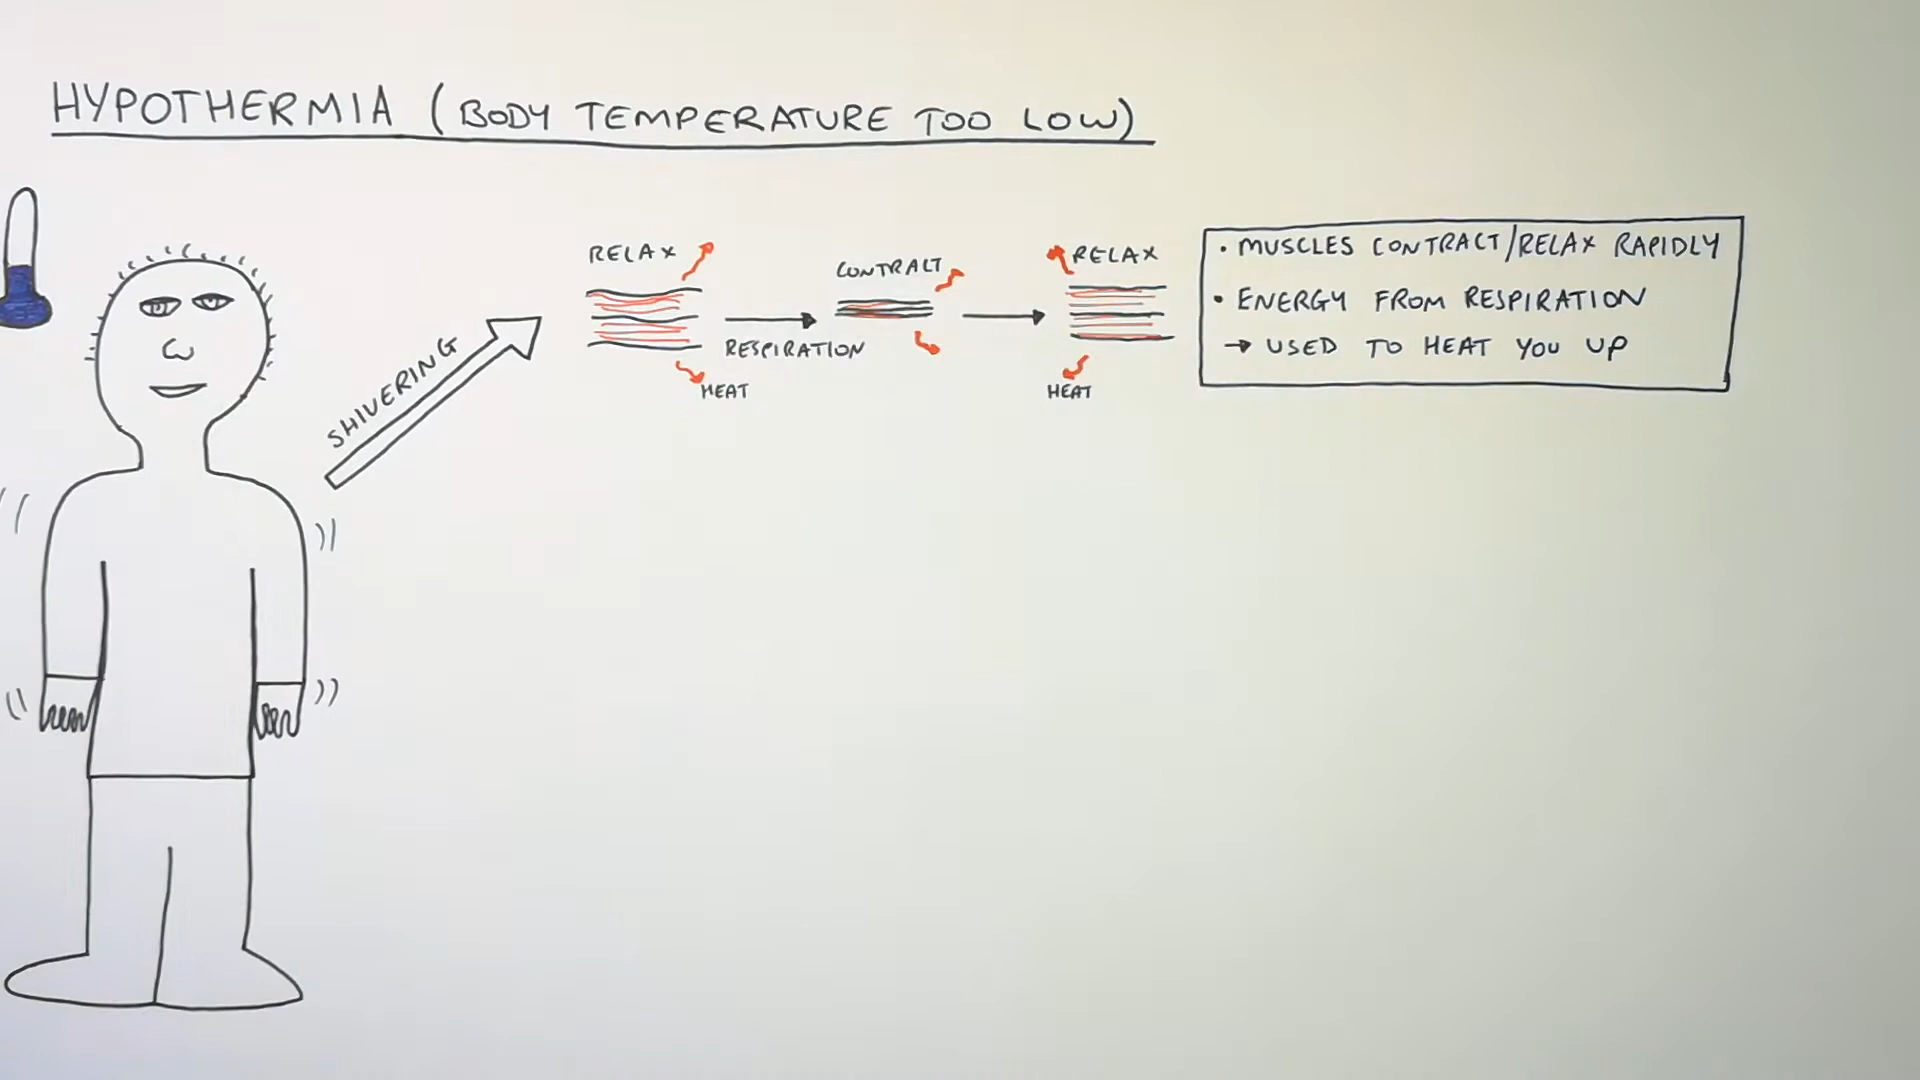 HYPOTHERMIA (BODY TEMPERATURE TOO LOW)
SHIVERING
RELAX
HEAT
RESPIRATION
CONTRACT
RELAX
HEAT
• MUSCLES CONTRACT/RELAX RAPIDLY
• ENERGY FROM RESPIRATION
→ USED TO HEAT YOU UP